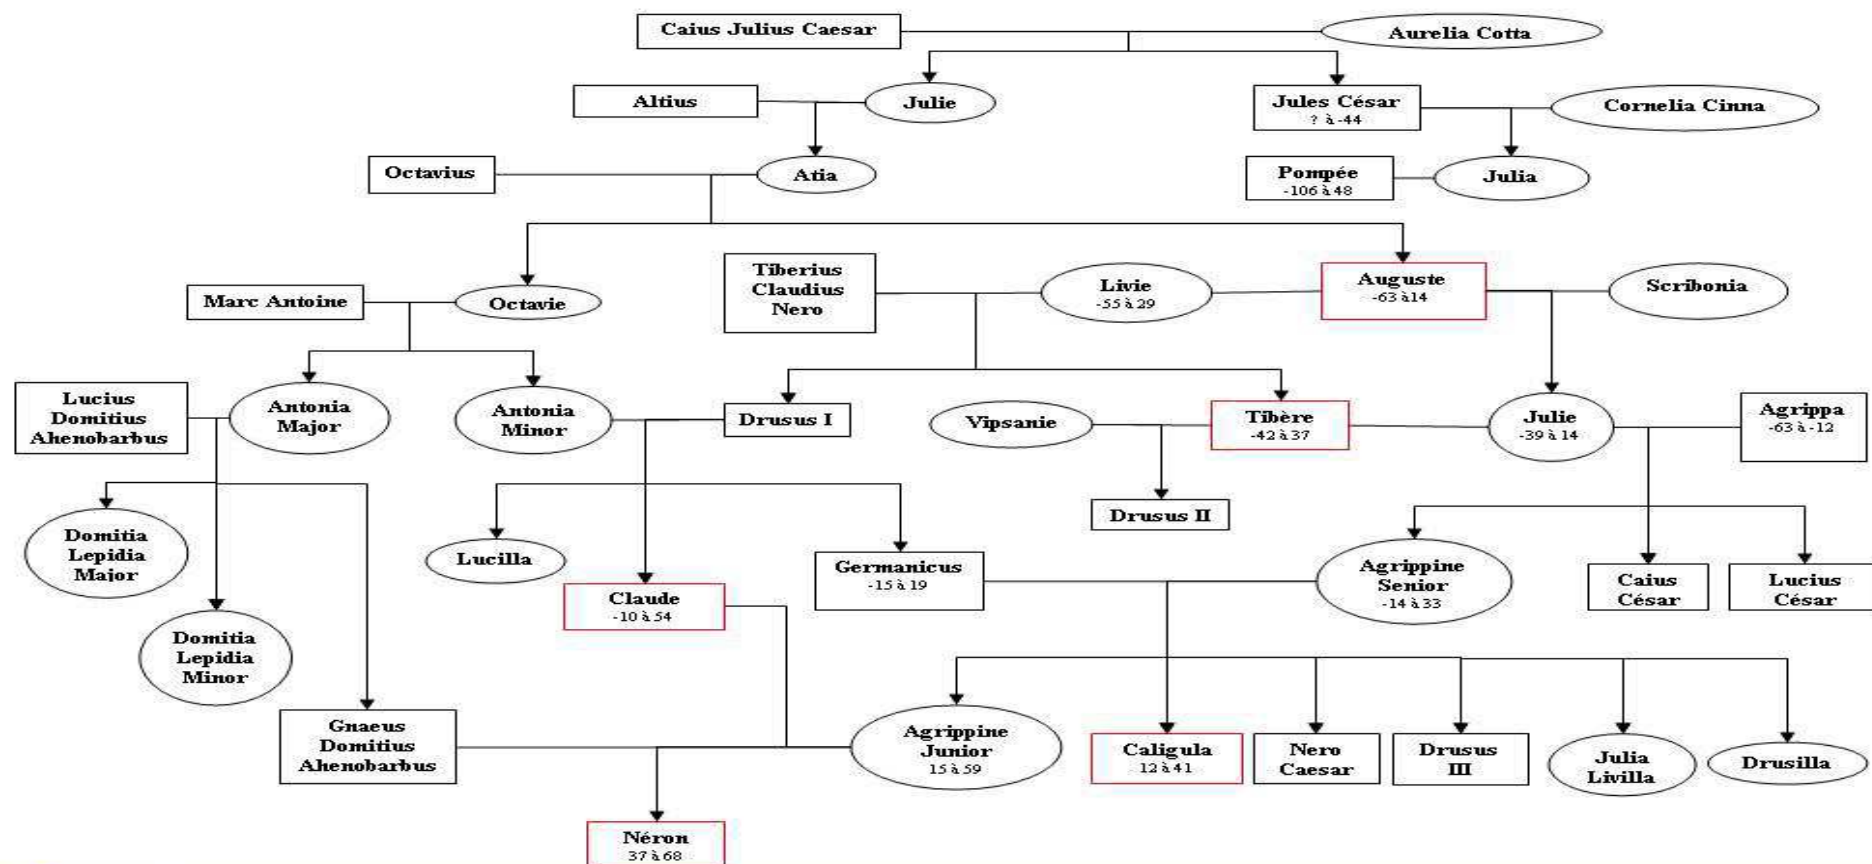 Caius Julius Caesar
Aurelia Cotta
Altius
Julie
Jules César
? à -44
Cornelia Cinna
Octavius
Atia
Pompée
-106 à 48
Julia
Tiberius
Claudius
Nero
Livie
-55 à 29
Auguste
-63 à 14
Scribonia
Marc Antoine
Octavie
Lucius
Domitius
Ahenobarbus
Antonia
Major
Antonia
Minor
Drusus I
Vipsanie
Tibère
-42 à 37
Julie
-39 à 14
Agrippa
-63 à -12
Drusus II
Domitia
Lepidia
Major
Lucilla
Germanicus
-15 à 19
Agrippine
Senior
-14 à 33
Caius
César
Lucius
César
Claude
-10 à 54
Domitia
Lepidia
Minor
Gnaeus
Domitius
Ahenobarbus
Agrippine
Junior
15 à 59
Caligula
12 à 41
Nero
Caesar
Drusus
III
Julia
Livilla
Drusilla
Néron
37 à 68